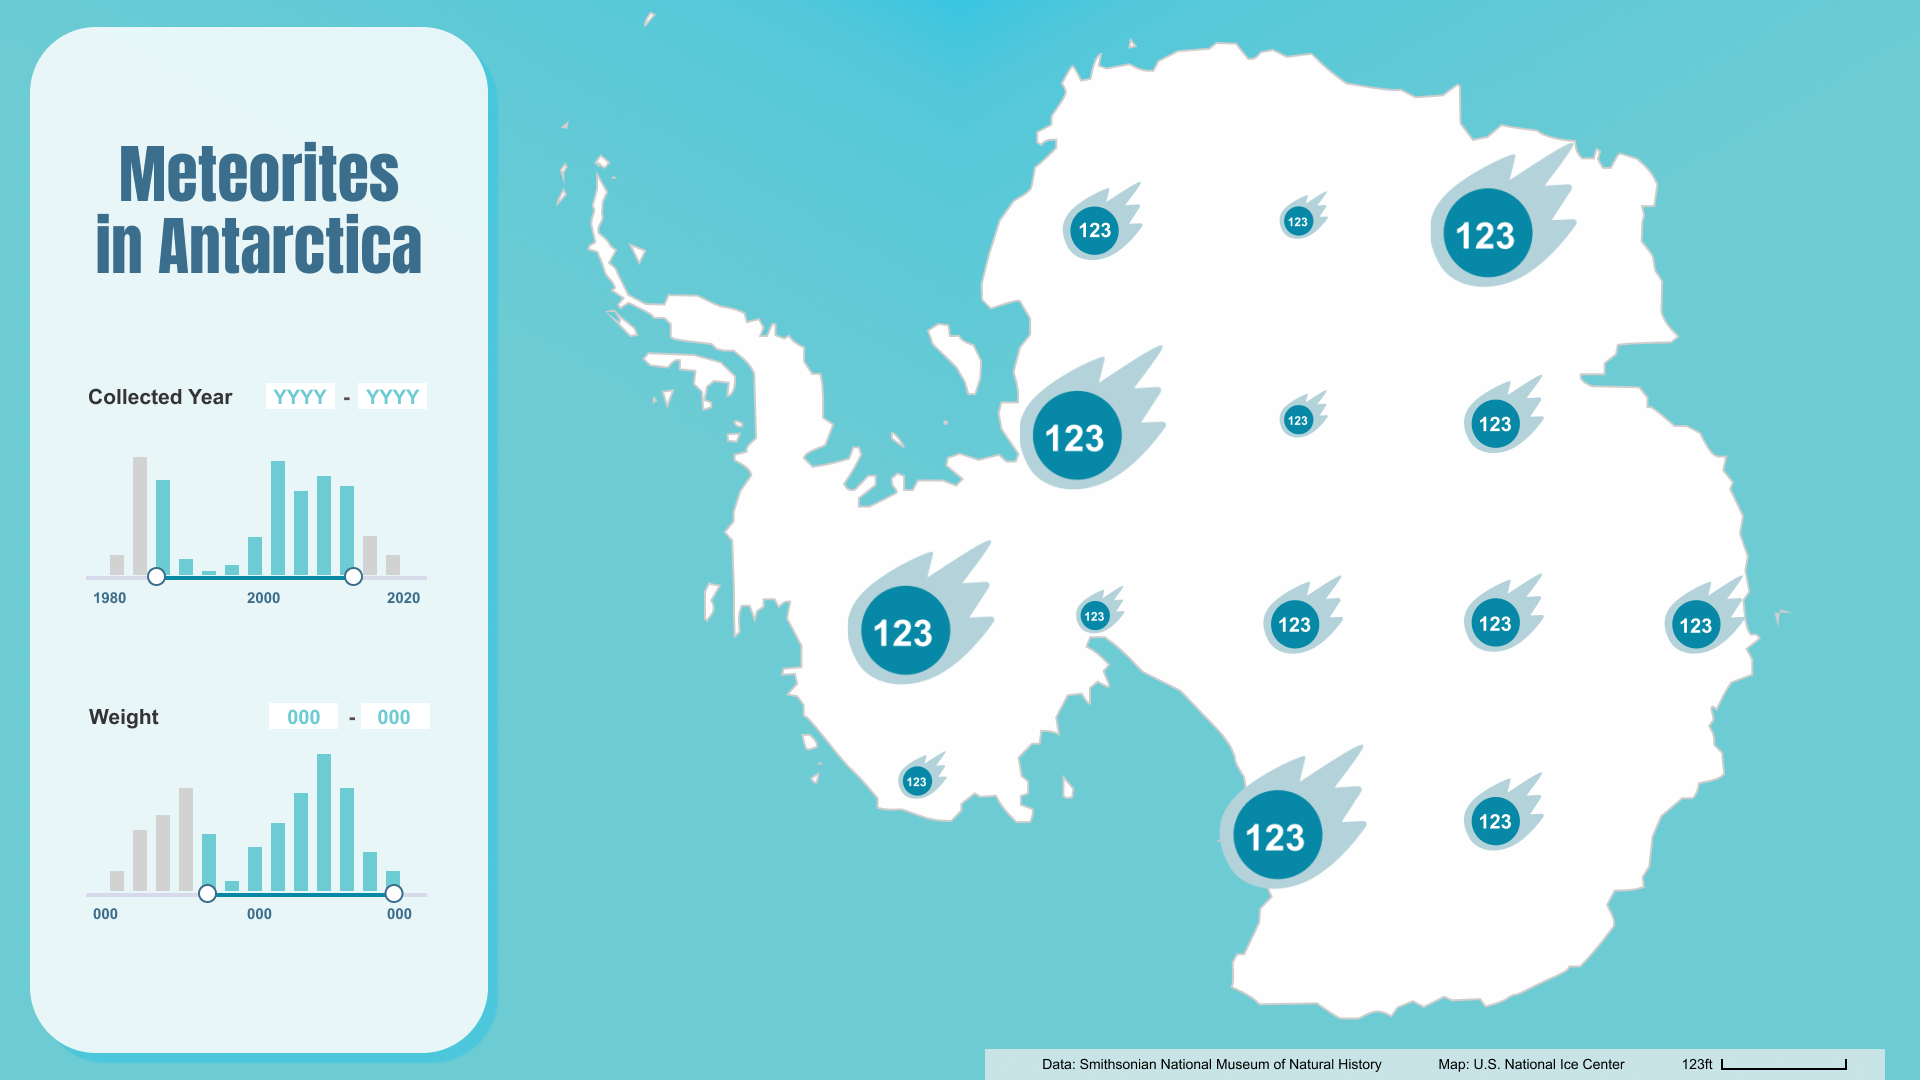 Meteorites
in Antarctica
Collected Year YYYY - YYYY
1980 2000 2020
Weight 000 - 000
000 000 000
123 123 123
123 123 123
123 123 123 123 123
123 123 123
Data: Smithsonian National Museum of Natural History Map: U.S. National Ice Center 123ft